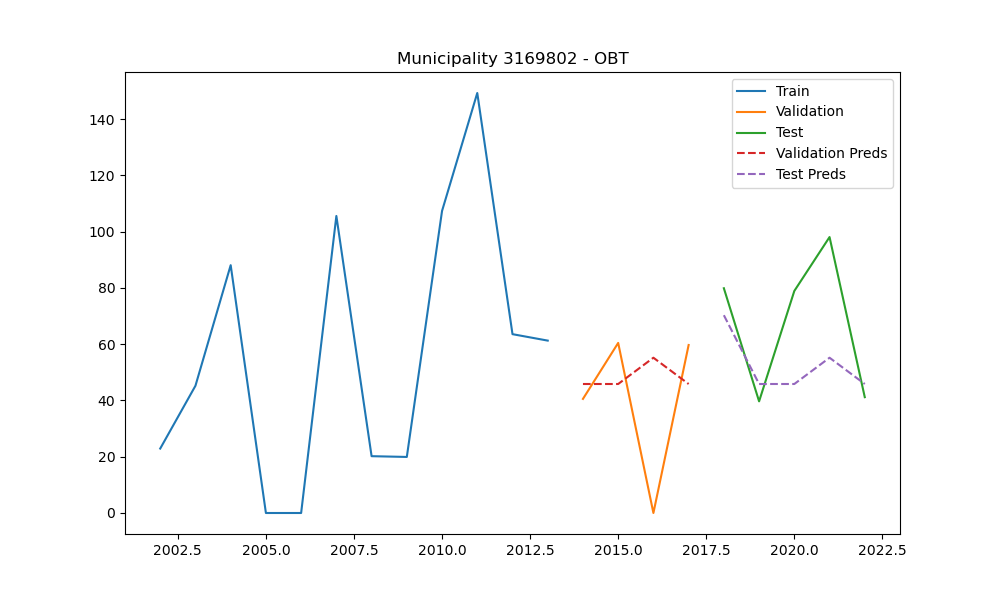 Municipality 3169802 - OBT
Train
Validation
Test
Validation Preds
Test Preds
140
120
100
80
60
40
20
0
2002.5 2005.0 2007.5 2010.0 2012.5 2015.0 2017.5 2020.0 2022.5